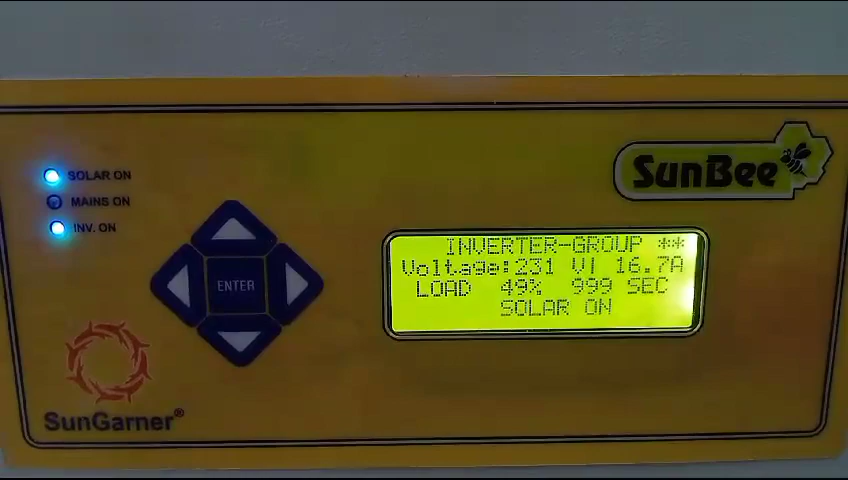 SOLAR ON
MAINS ON
INV. ON
SunBee
ENTER
INVERTER-GROUP **
Voltage:231 V| 16.7A
LOAD 49% 999 SEC
SOLAR ON
SunGarner®